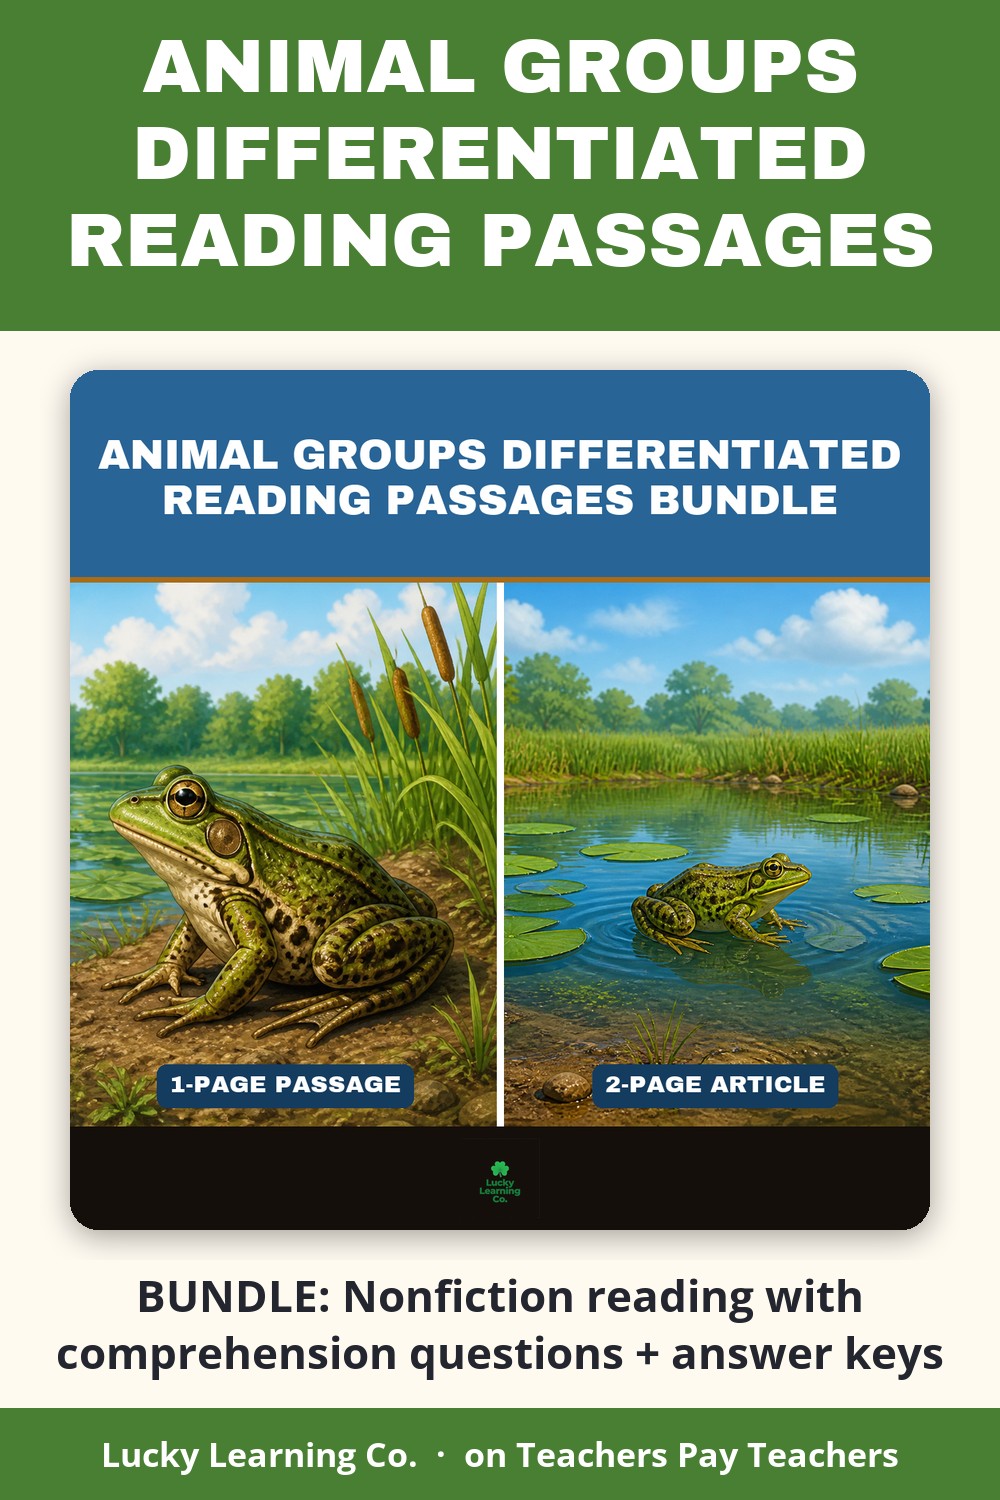 ANIMAL GROUPS
DIFFERENTIATED
READING PASSAGES
ANIMAL GROUPS DIFFERENTIATED
READING PASSAGES BUNDLE
1-PAGE PASSAGE
2-PAGE ARTICLE
Lucky
Learning
Co.
BUNDLE: Nonfiction reading with
comprehension questions + answer keys
Lucky Learning Co. · on Teachers Pay Teachers